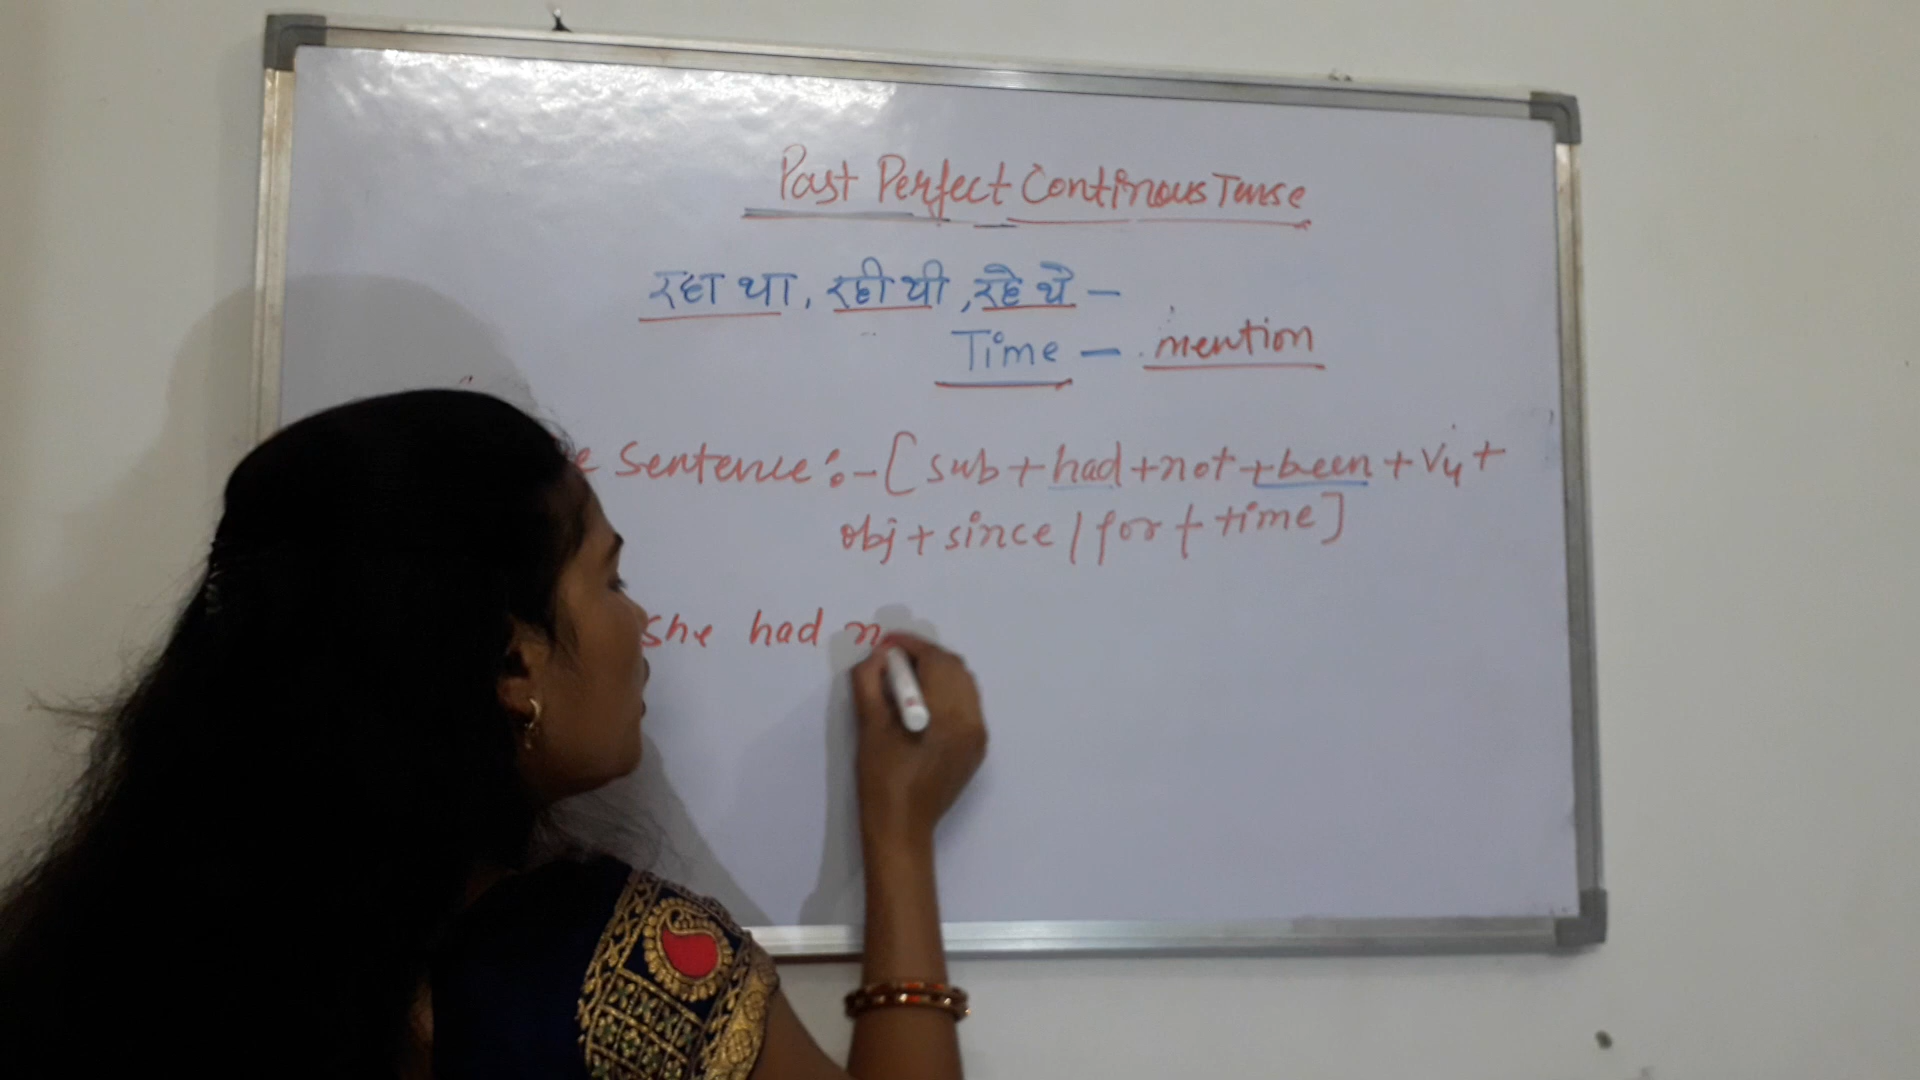 Past Perfect Continous Tense
रहा था, रही थी, रहे थे –
Time – mention
e Sentence:-[sub+had+not+been+V4+
obj+since/for+time]
she had n